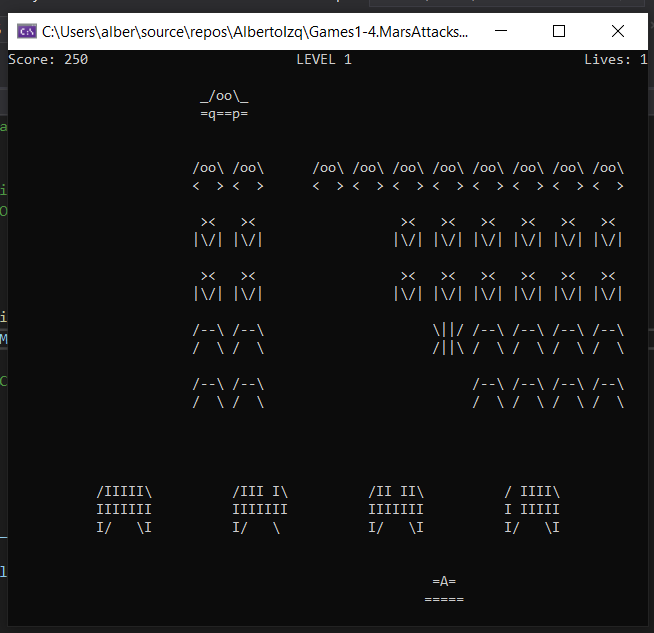 C:\Users\alber\source\repos\AlbertoIzq\Games1-4.MarsAttacks...
Score: 250 LEVEL 1 Lives: 1
_/oo\_
=q==p=
/oo\ /oo\      /oo\ /oo\ /oo\ /oo\ /oo\ /oo\ /oo\ /oo\
<  > <  >      <  > <  > <  > <  > <  > <  > <  > <  >
 ><   ><                  ><   ><   ><   ><   ><   ><
|\/| |\/|                |\/| |\/| |\/| |\/| |\/| |\/|
 ><   ><                  ><   ><   ><   ><   ><   ><
|\/| |\/|                |\/| |\/| |\/| |\/| |\/| |\/|
/--\ /--\                     \||/ /--\ /--\ /--\ /--\
/  \ /  \                     /||\ /  \ /  \ /  \ /  \
/--\ /--\                          /--\ /--\ /--\ /--\
/  \ /  \                          /  \ /  \ /  \ /  \
/IIIII\          /III I\          /II II\          / IIII\
IIIIIII          IIIIIII          IIIIIII          I IIIII
I/   \I          I/   \           I/   \I          I/   \I
=A=
=====